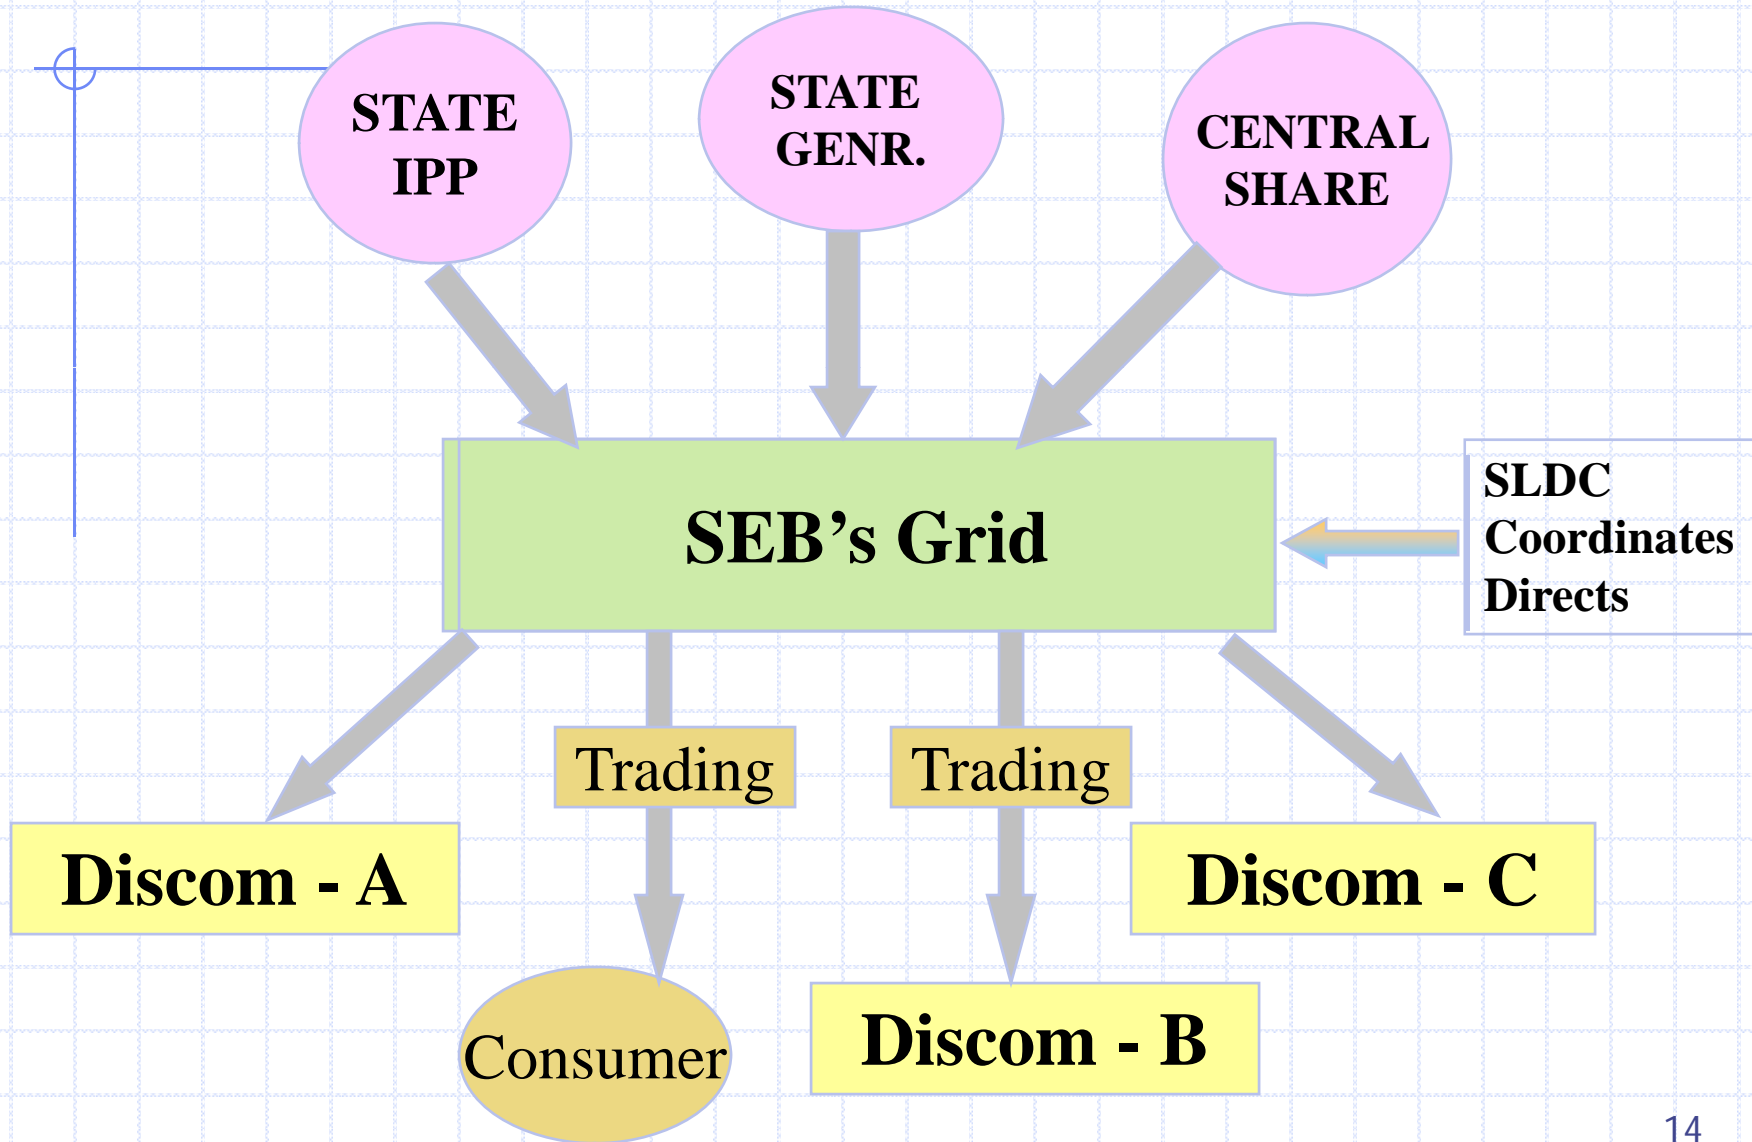 STATE
IPP
STATE
GENR.
CENTRAL
SHARE
SEB’s Grid
SLDC
Coordinates
Directs
Trading
Trading
Discom - A
Discom - C
Consumer
Discom - B
14